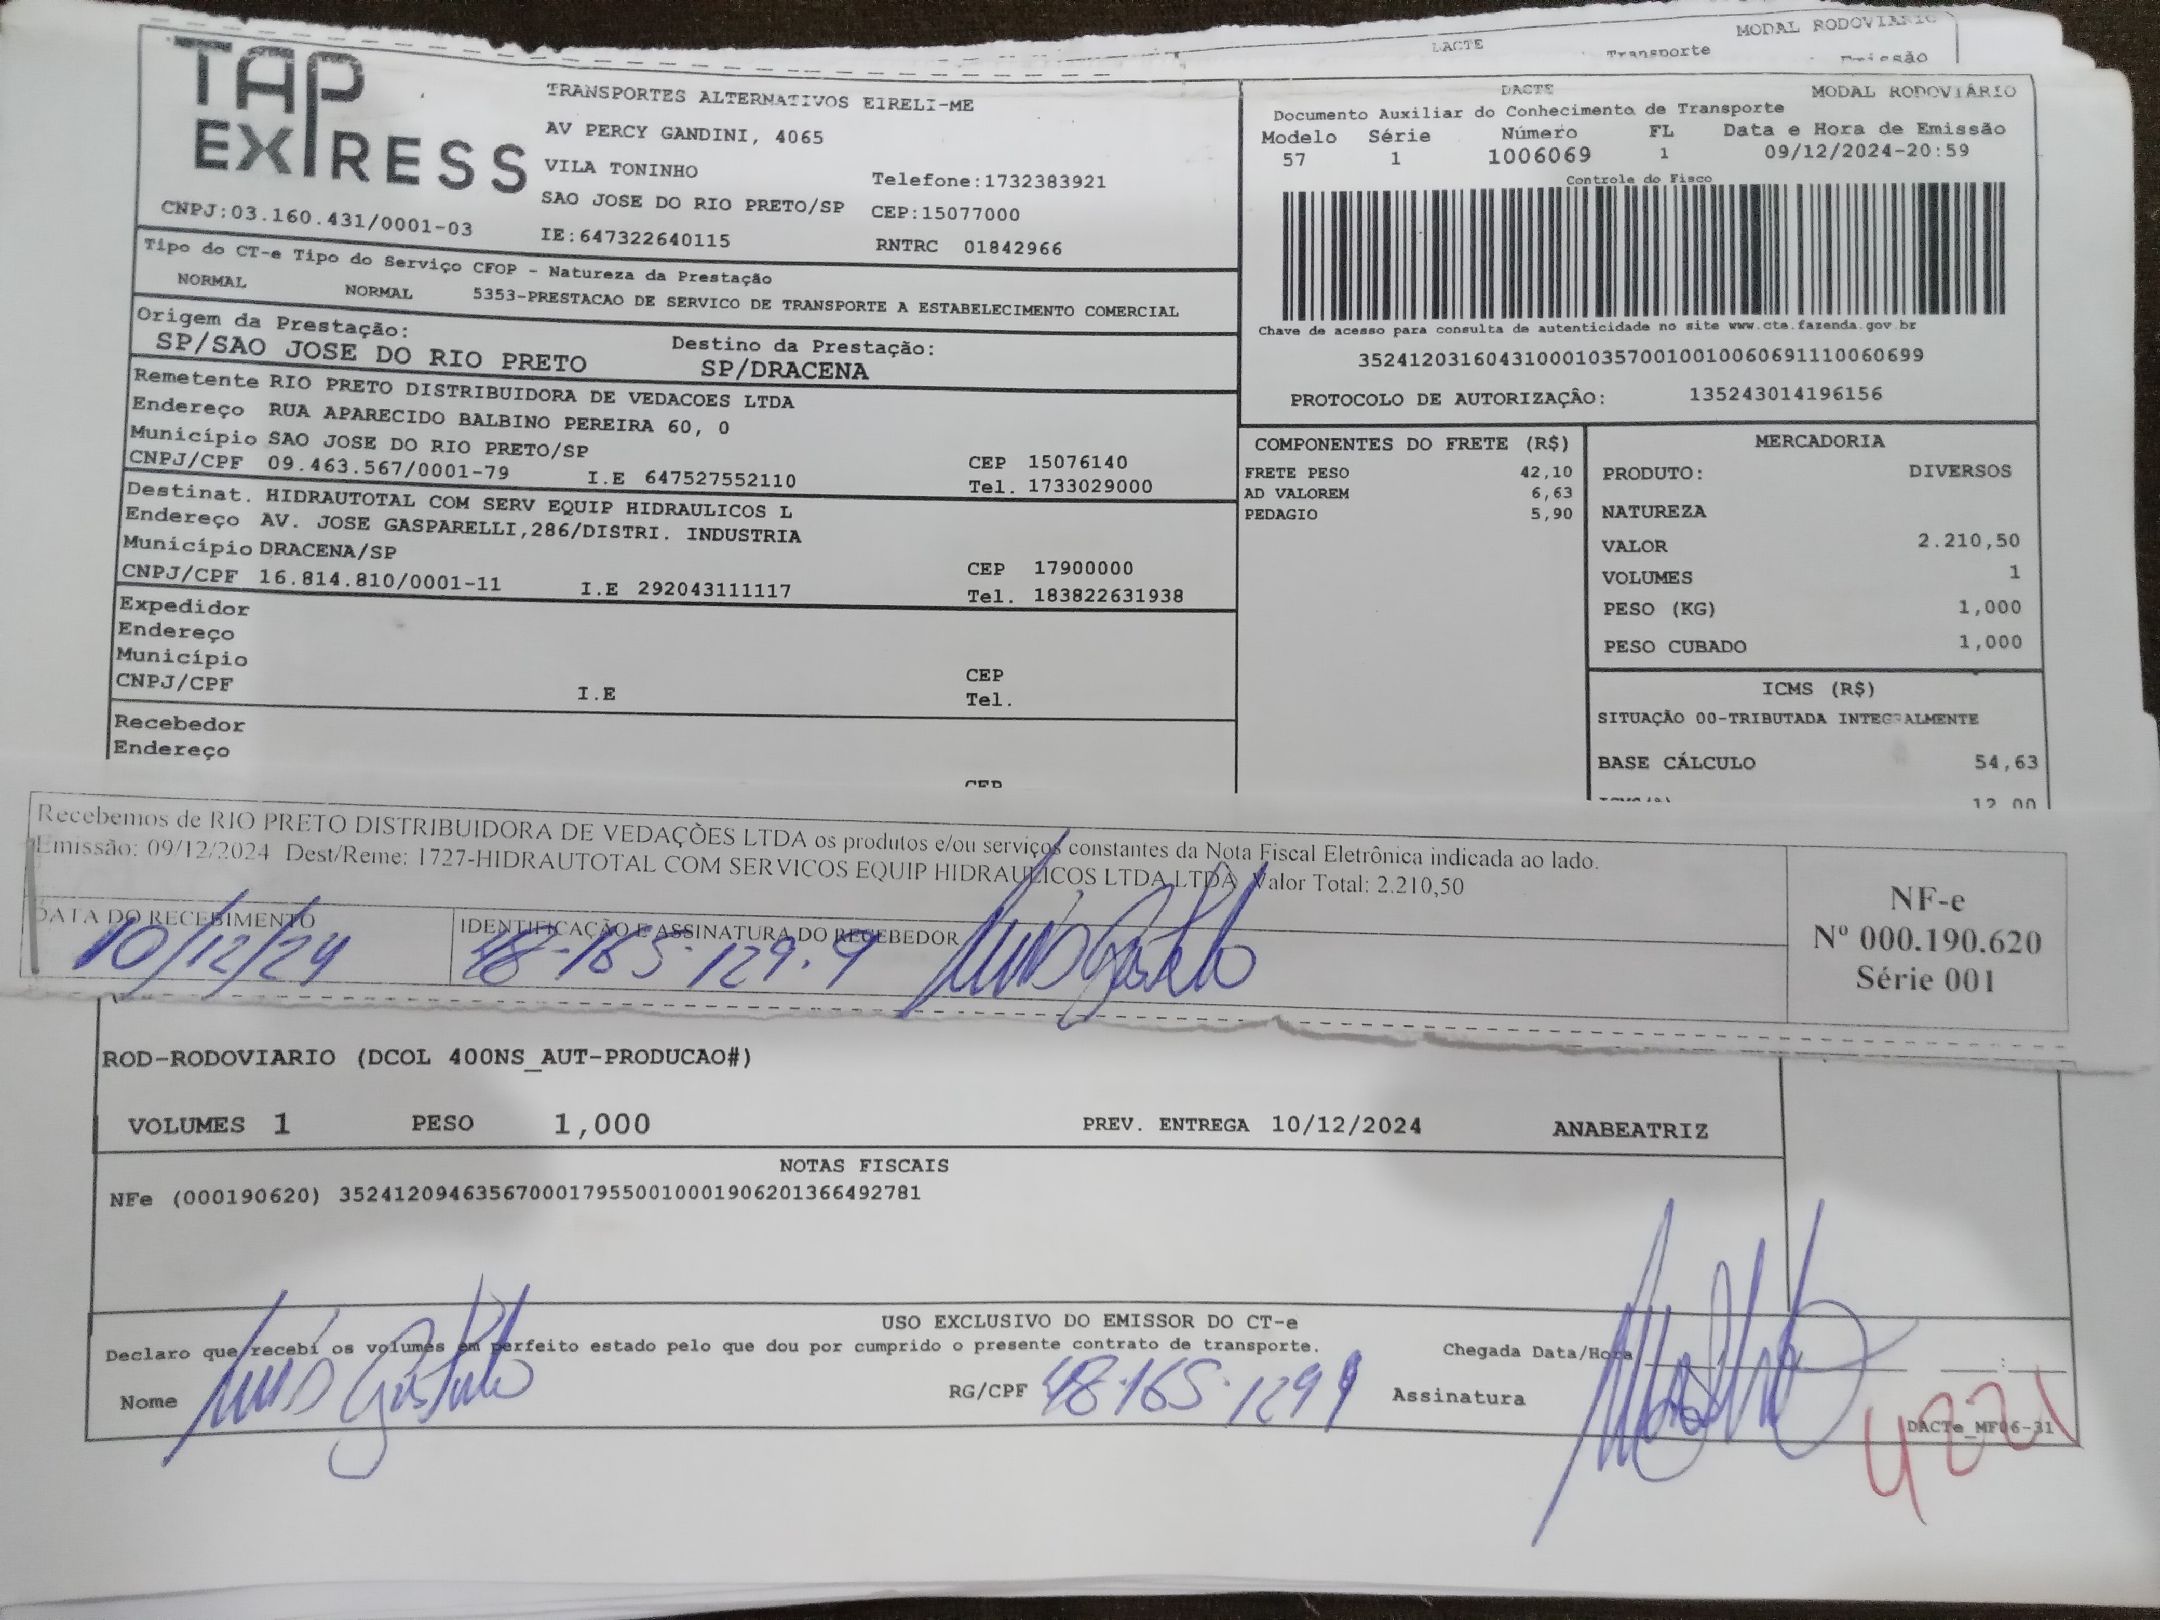 DACTE
MODAL RODOVIARIO
Transporte
Emissão
TAP
EXPRESS
CNPJ:03.160.431/0001-03
TRANSPORTES ALTERNATIVOS EIRELI-ME
AV PERCY GANDINI, 4065
VILA TONINHO
Telefone:1732383921
SAO JOSE DO RIO PRETO/SP CEP:15077000
IE:647322640115 RNTRC 01842966
DACTE MODAL RODOVIÁRIO
Documento Auxiliar do Conhecimento de Transporte
Modelo Série Número FL Data e Hora de Emissão
57 1 1006069 1 09/12/2024-20:59
Controle do Fisco
Chave de acesso para consulta de autenticidade no site www.cte.fazenda.gov.br
35241203160431000103570010010060691110060699
PROTOCOLO DE AUTORIZAÇÂO: 135243014196156
Tipo do CT-e Tipo do Serviço CFOP - Natureza da Prestação
NORMAL NORMAL 5353-PRESTACAO DE SERVICO DE TRANSPORTE A ESTABELECIMENTO COMERCIAL
Origem da Prestação: Destino da Prestação:
SP/SAO JOSE DO RIO PRETO SP/DRACENA
Remetente RIO PRETO DISTRIBUIDORA DE VEDACOES LTDA
Endereço RUA APARECIDO BALBINO PEREIRA 60, 0
Município SAO JOSE DO RIO PRETO/SP CEP 15076140
CNPJ/CPF 09.463.567/0001-79 I.E 647527552110 Tel. 1733029000
Destinat. HIDRAUTOTAL COM SERV EQUIP HIDRAULICOS L
Endereço AV. JOSE GASPARELLI,286/DISTRI. INDUSTRIA
Município DRACENA/SP CEP 17900000
CNPJ/CPF 16.814.810/0001-11 I.E 292043111117 Tel. 183822631938
Expedidor
Endereço
Município CEP
CNPJ/CPF I.E Tel.
Recebedor
Endereço
CEP
COMPONENTES DO FRETE (R$)
FRETE PESO 42,10
AD VALOREM 6,63
PEDAGIO 5,90
MERCADORIA
PRODUTO: DIVERSOS
NATUREZA
VALOR 2.210,50
VOLUMES 1
PESO (KG) 1,000
PESO CUBADO 1,000
ICMS (R$)
SITUAÇÃO 00-TRIBUTADA INTEGRALMENTE
BASE CÁLCULO 54,63
12,00
Recebemos de RIO PRETO DISTRIBUIDORA DE VEDAÇÕES LTDA os produtos e/ou serviços constantes da Nota Fiscal Eletrônica indicada ao lado.
Emissão: 09/12/2024 Dest/Reme: 1727-HIDRAUTOTAL COM SERVICOS EQUIP HIDRAULICOS LTDA LTDA Valor Total: 2.210,50
DATA DO RECEBIMENTO IDENTIFICAÇÃO E ASSINATURA DO RECEBEDOR
10/12/24 48-165-129-9
NF-e
Nº 000.190.620
Série 001
ROD-RODOVIARIO (DCOL 400NS_AUT-PRODUCAO#)
VOLUMES 1 PESO 1,000 PREV. ENTREGA 10/12/2024 ANABEATRIZ
NOTAS FISCAIS
NFe (000190620) 35241209463567000179550010001906201366492781
USO EXCLUSIVO DO EMISSOR DO CT-e
Declaro que recebi os volumes em perfeito estado pelo que dou por cumprido o presente contrato de transporte. Chegada Data/Hora
Nome RG/CPF 48.165.1299 Assinatura
4221
DACTe_MF06-31